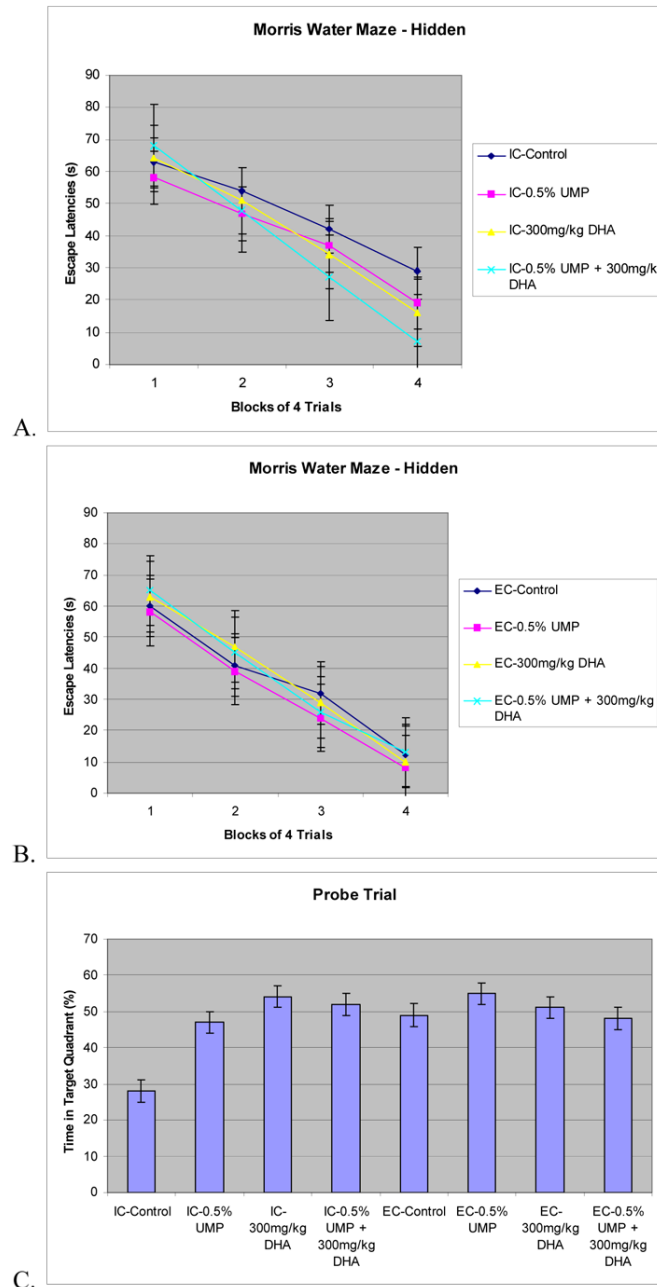 Morris Water Maze - Hidden
90
80
70
60
50
40
30
20
10
0
Escape Latencies (s)
1 2 3 4
Blocks of 4 Trials
IC-Control
IC-0.5% UMP
IC-300mg/kg DHA
IC-0.5% UMP + 300mg/k
DHA
A.
Morris Water Maze - Hidden
90
80
70
60
50
40
30
20
10
0
Escape Latencies (s)
1 2 3 4
Blocks of 4 Trials
EC-Control
EC-0.5% UMP
EC-300mg/kg DHA
EC-0.5% UMP + 300mg/kg
DHA
B.
Probe Trial
70
60
50
40
30
20
10
0
Time in Target Quadrant (%)
IC-Control IC-0.5% IC- IC-0.5% EC-Control EC-0.5% EC- EC-0.5%
UMP 300mg/kg UMP + UMP 300mg/kg UMP +
DHA 300mg/kg DHA 300mg/kg
DHA DHA
C.